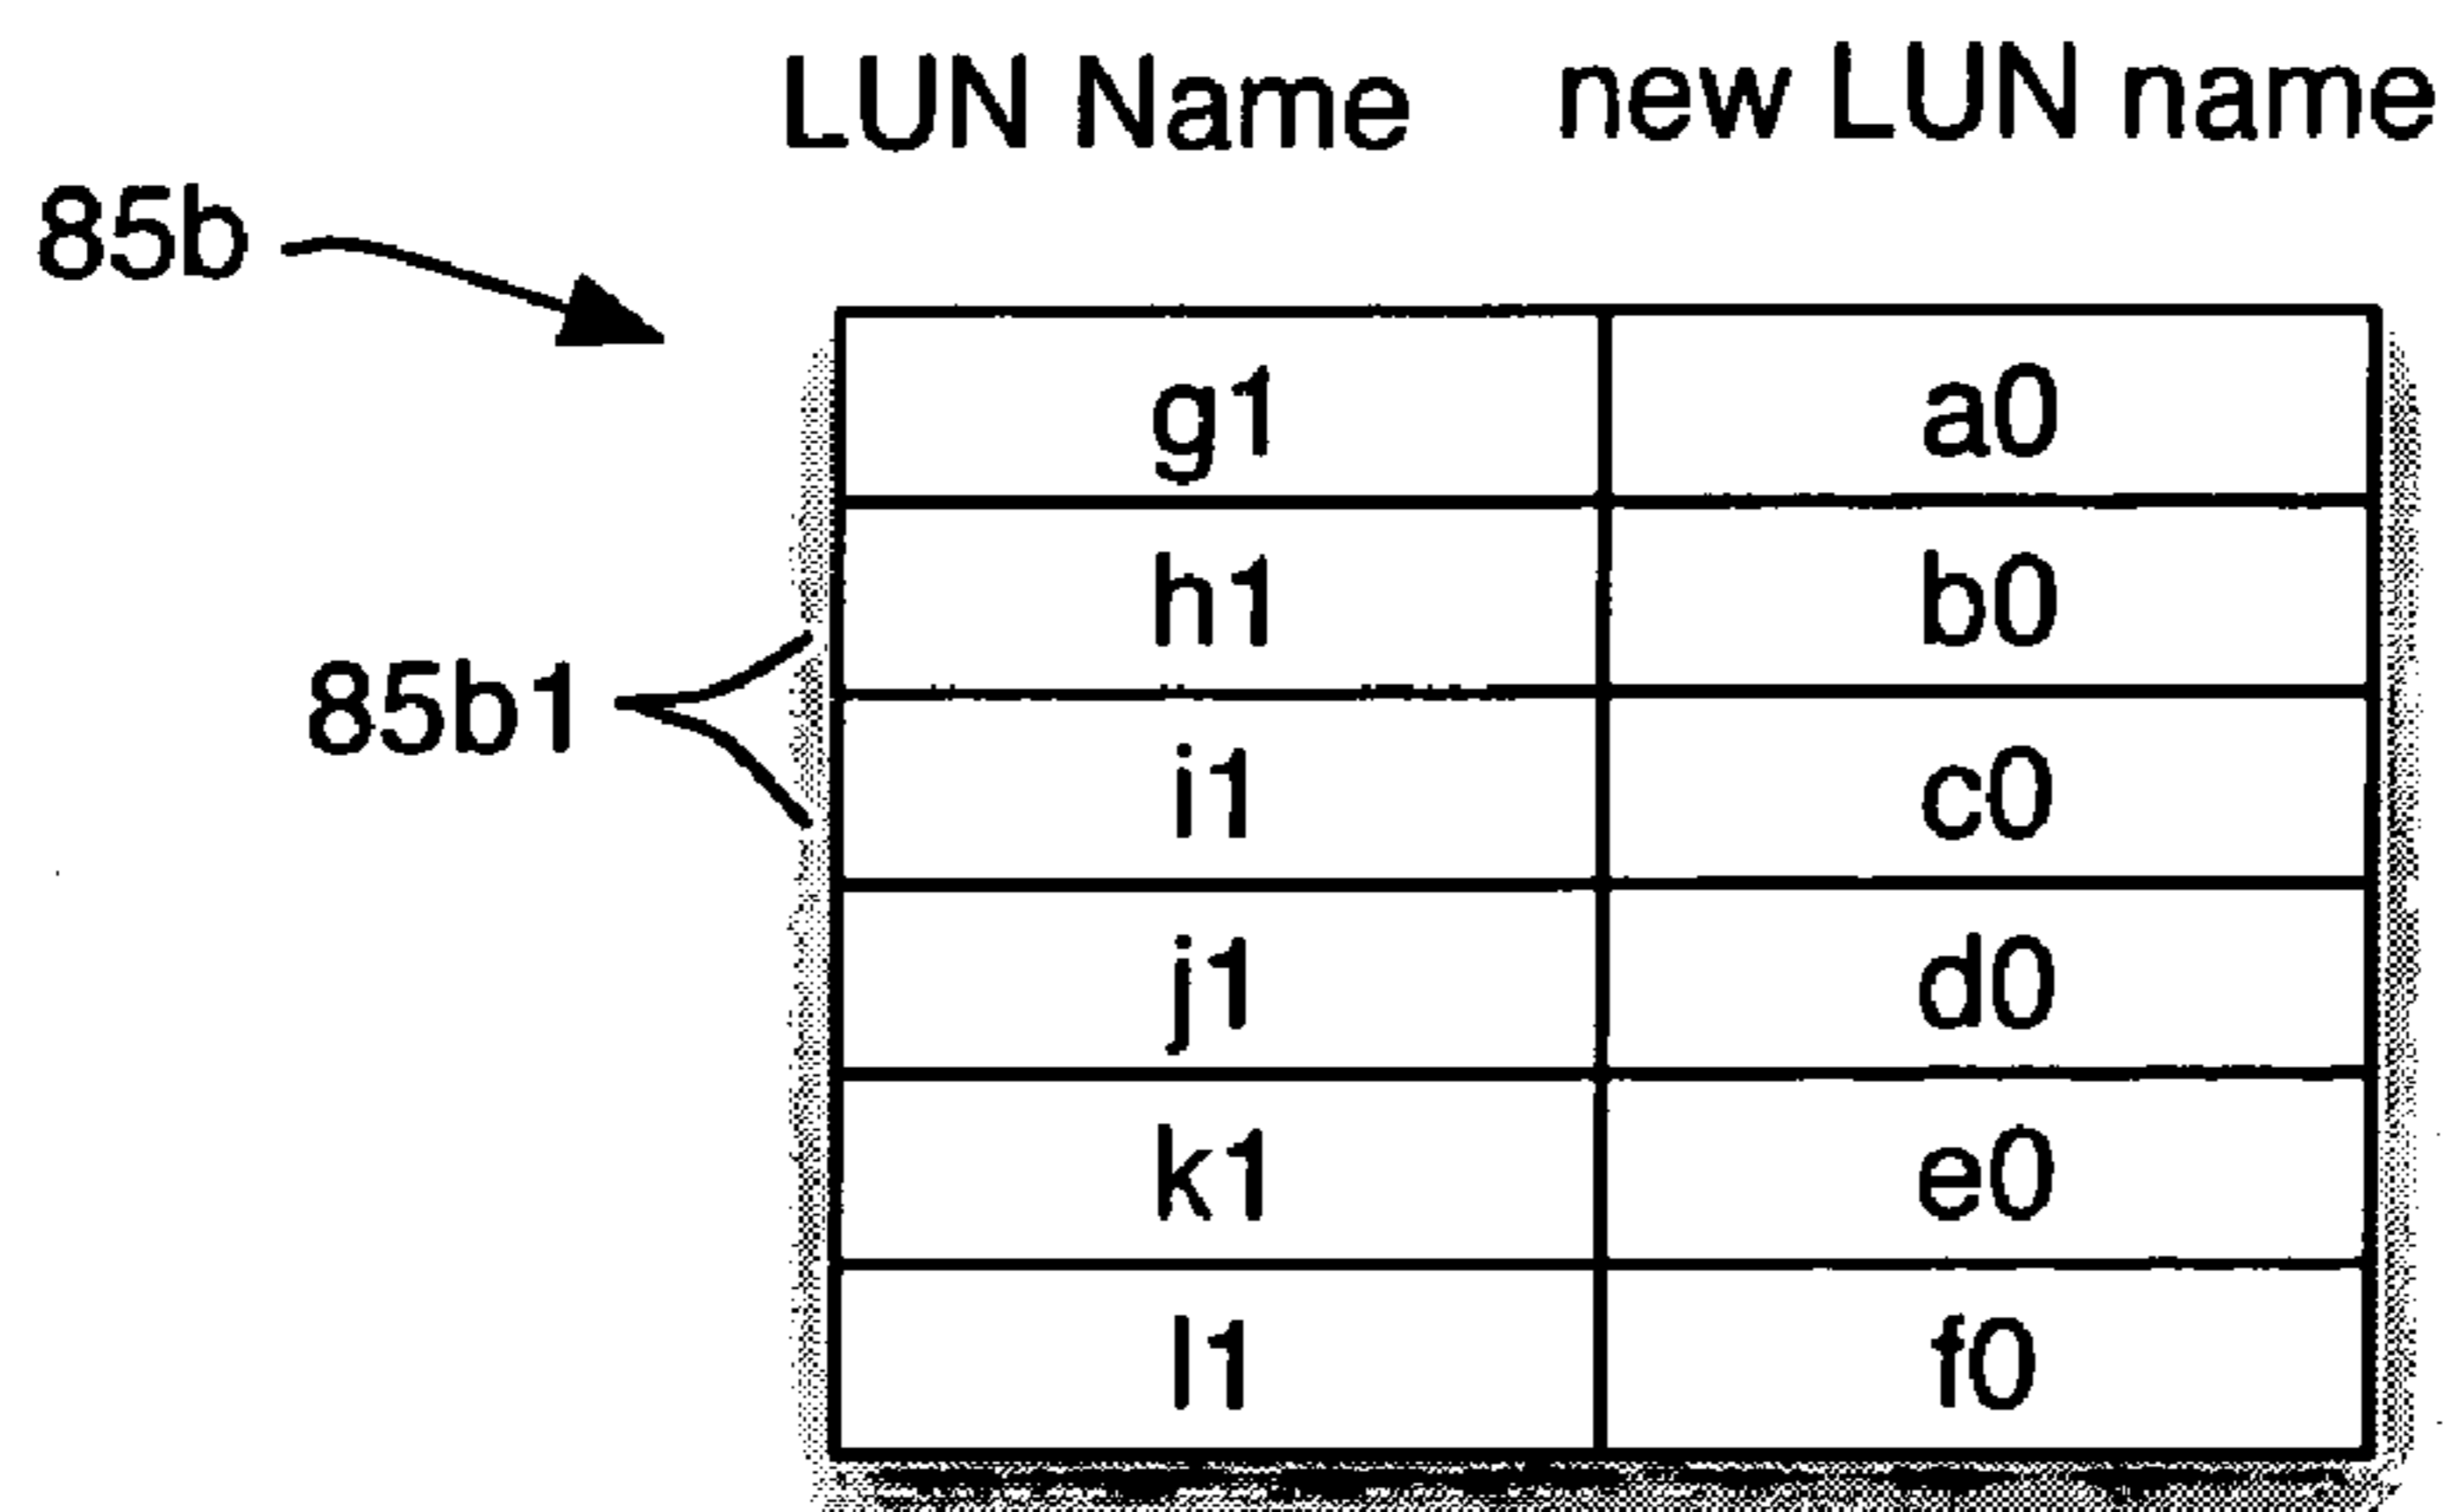 LUN Name new LUN name
85b
g1 a0
h1 b0
85b1
i1 c0
j1 d0
k1 e0
l1 f0